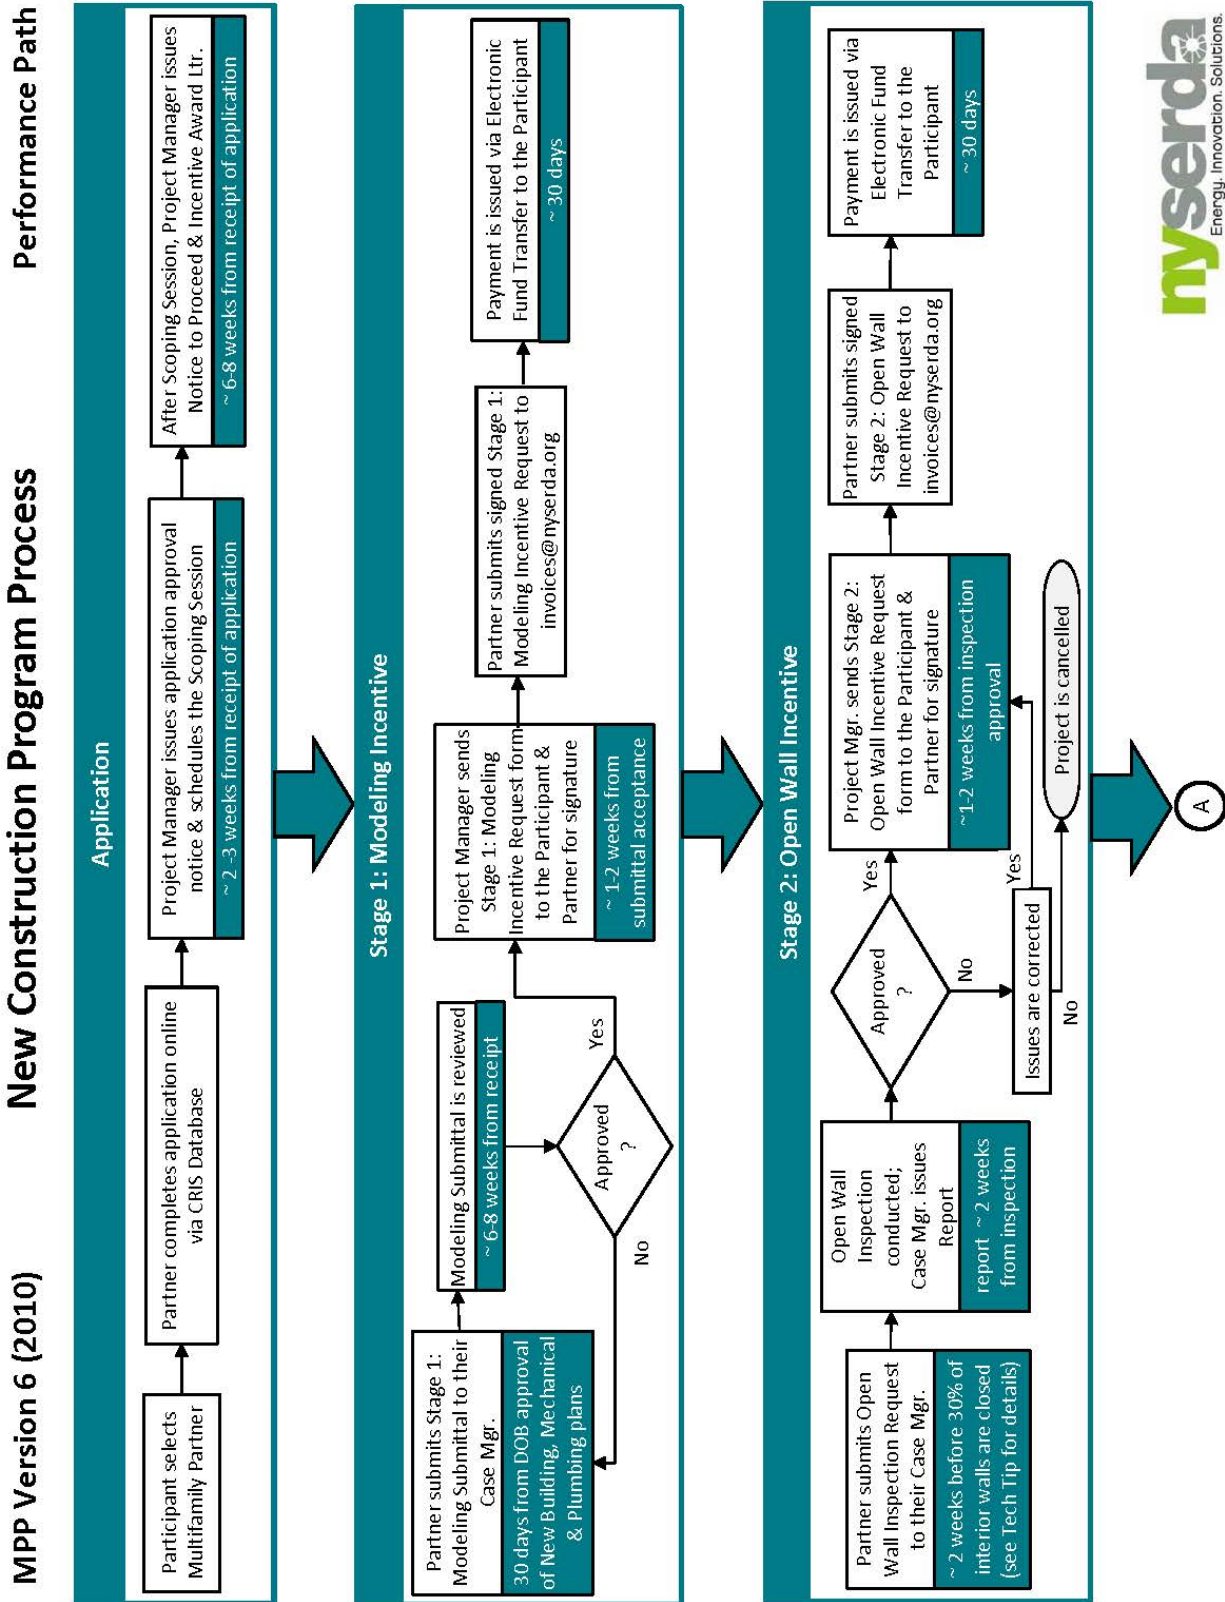 MPP Version 6 (2010)
New Construction Program Process
Performance Path
Application
Participant selects
Multifamily Partner
Partner completes application online
via CRIS Database
Project Manager issues application approval
notice & schedules the Scoping Session
~ 2 -3 weeks from receipt of application
After Scoping Session, Project Manager issues
Notice to Proceed & Incentive Award Ltr.
~ 6-8 weeks from receipt of application
Stage 1: Modeling Incentive
Partner submits Stage 1:
Modeling Submittal to their
Case Mgr.
30 days from DOB approval
of New Building, Mechanical
& Plumbing plans
Modeling Submittal is reviewed
~ 6-8 weeks from receipt
Approved
?
No
Yes
Project Manager sends
Stage 1: Modeling
Incentive Request form
to the Participant &
Partner for signature
~ 1-2 weeks from
submittal acceptance
Partner submits signed Stage 1:
Modeling Incentive Request to
invoices@nyserda.org
Payment is issued via Electronic
Fund Transfer to the Participant
~ 30 days
Stage 2: Open Wall Incentive
Partner submits Open
Wall Inspection Request
to their Case Mgr.
~ 2 weeks before 30% of
interior walls are closed
(see Tech Tip for details)
Open Wall
Inspection
conducted;
Case Mgr. issues
Report
report ~ 2 weeks
from inspection
Approved
?
Yes
No
Issues are corrected
Yes
No
Project is cancelled
Project Mgr. sends Stage 2:
Open Wall Incentive Request
form to the Participant &
Partner for signature
~1-2 weeks from inspection
approval
Partner submits signed
Stage 2: Open Wall
Incentive Request to
invoices@nyserda.org
Payment is issued via
Electronic Fund
Transfer to the
Participant
~ 30 days
A
nyserda
Energy. Innovation. Solutions.